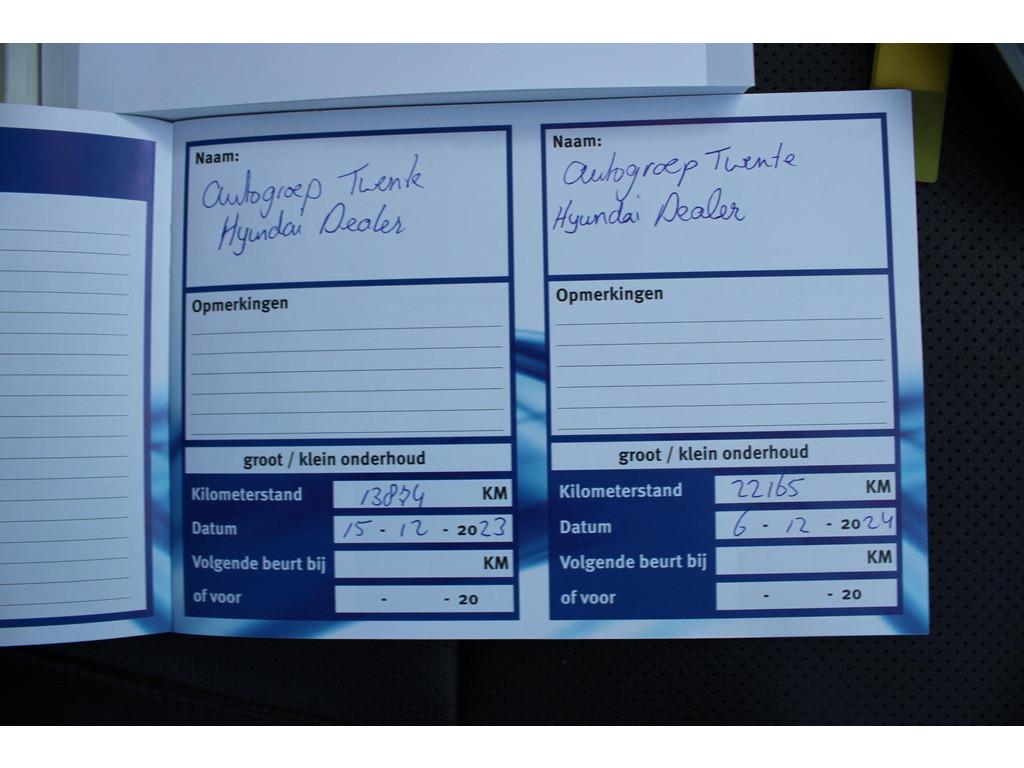 Naam:
Autogroep Twente
Hyundai Dealer
Opmerkingen
groot / klein onderhoud
Kilometerstand 13874 KM
Datum 15 - 12 - 2023
Volgende beurt bij KM
of voor - - 20
Naam:
Autogroep Twente
Hyundai Dealer
Opmerkingen
groot / klein onderhoud
Kilometerstand 22165 KM
Datum 6 - 12 - 2024
Volgende beurt bij KM
of voor - - 20